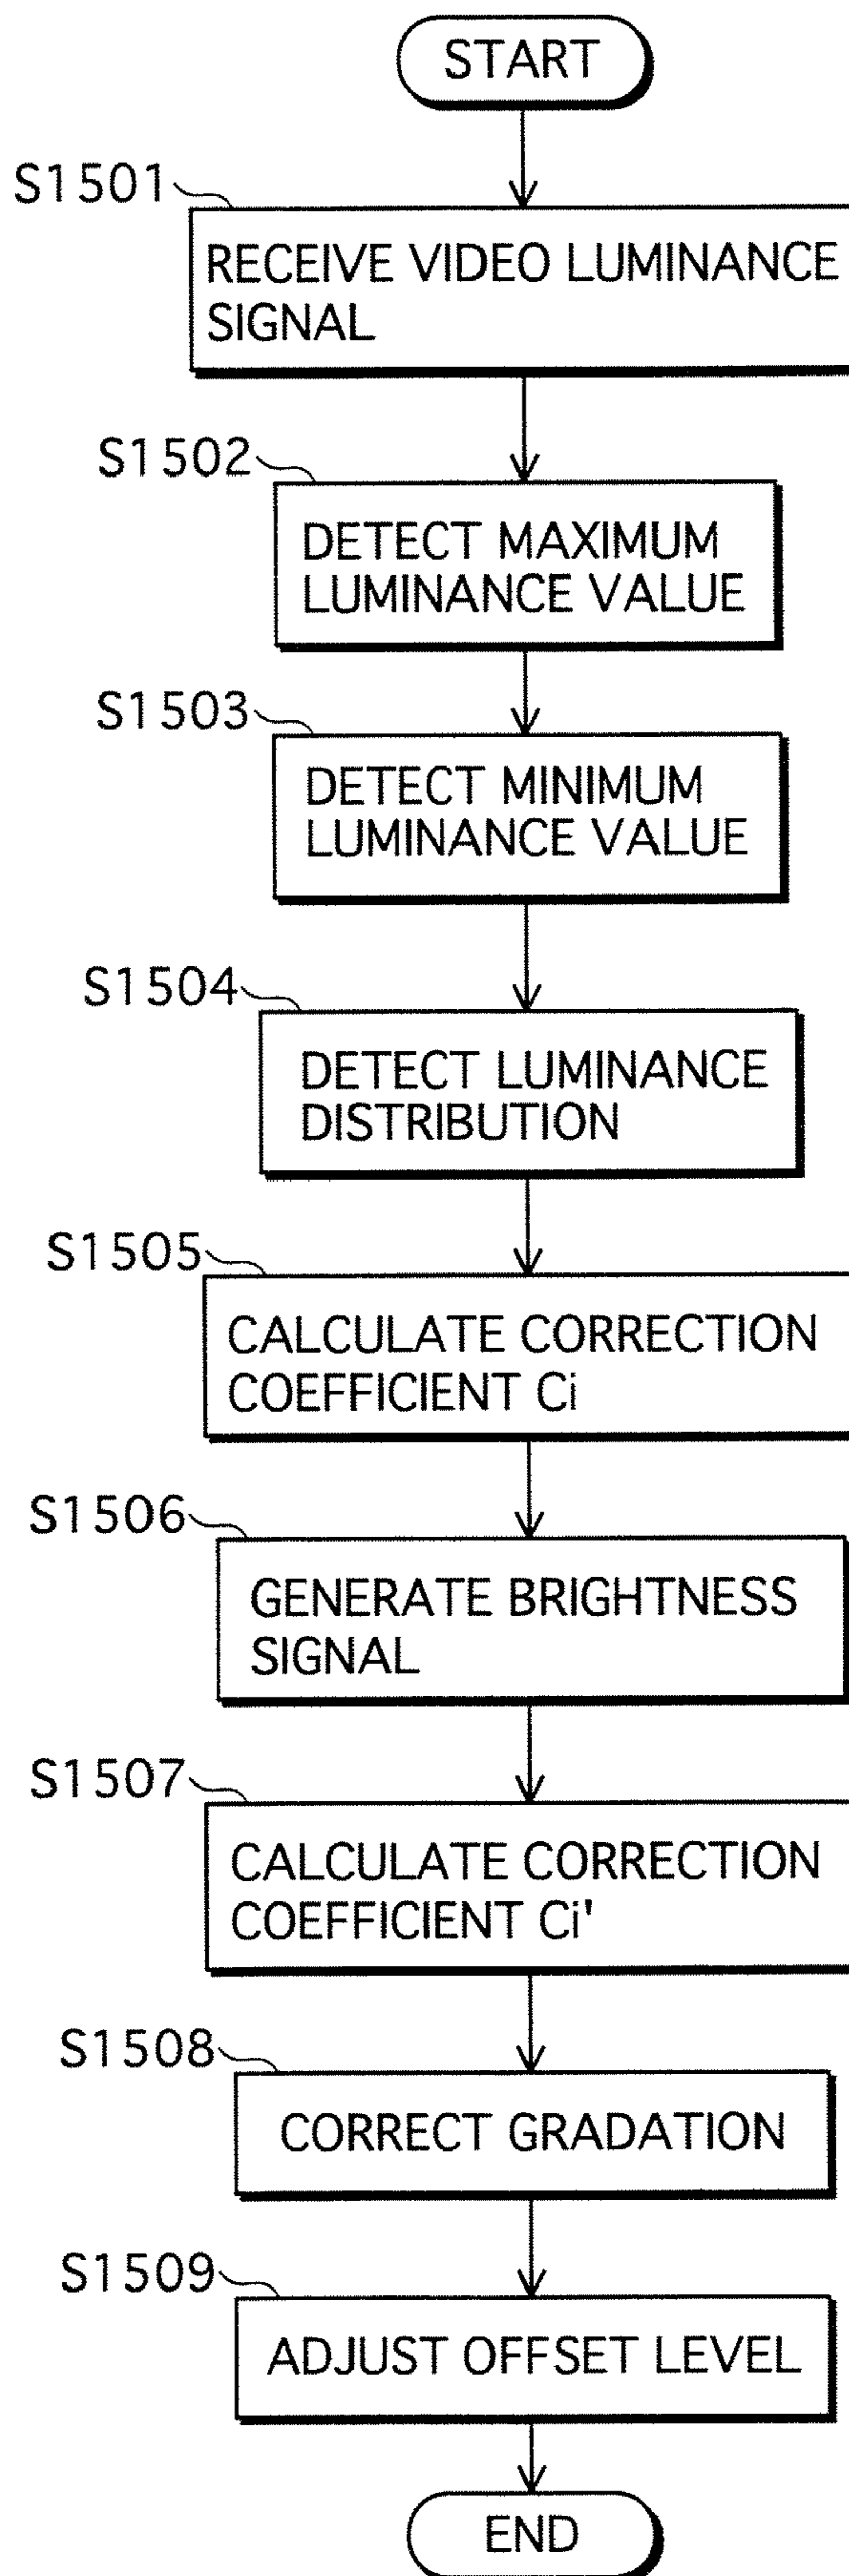 START
S1501
RECEIVE VIDEO LUMINANCE
SIGNAL
S1502
DETECT MAXIMUM
LUMINANCE VALUE
S1503
DETECT MINIMUM
LUMINANCE VALUE
S1504
DETECT LUMINANCE
DISTRIBUTION
S1505
CALCULATE CORRECTION
COEFFICIENT Ci
S1506
GENERATE BRIGHTNESS
SIGNAL
S1507
CALCULATE CORRECTION
COEFFICIENT Ci'
S1508
CORRECT GRADATION
S1509
ADJUST OFFSET LEVEL
END